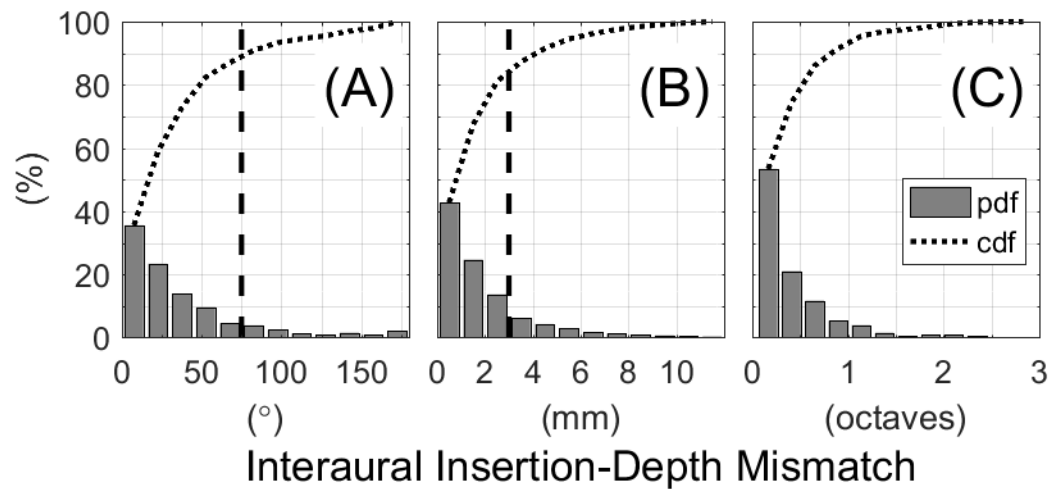 100
80
60
40
20
0
(%)
(A)
(B)
(C)
pdf
cdf
0 50 100 150
0 2 4 6 8 10
0 1 2 3
(°)
(mm)
(octaves)
Interaural Insertion-Depth Mismatch